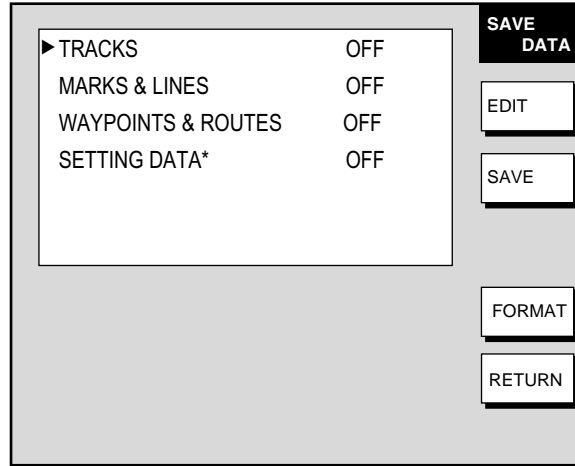 ▶TRACKS OFF
MARKS & LINES OFF
WAYPOINTS & ROUTES OFF
SETTING DATA* OFF
SAVE
DATA
EDIT
SAVE
FORMAT
RETURN